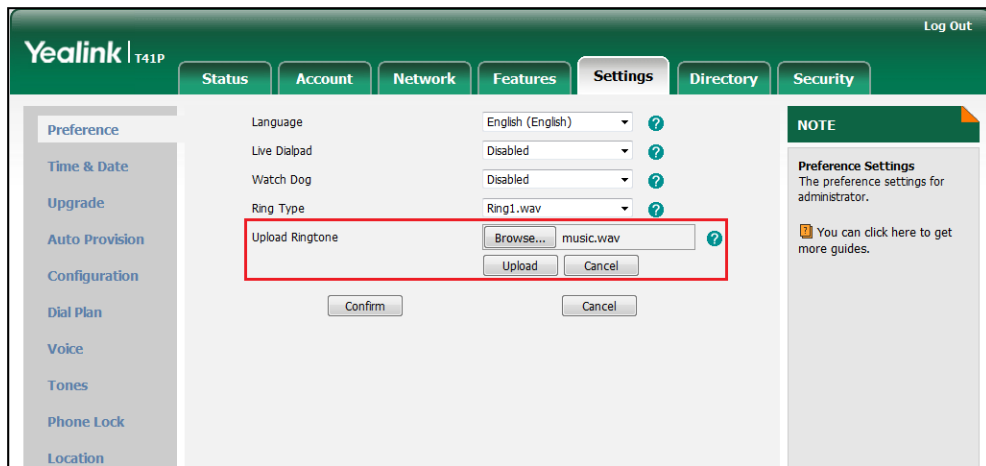 Log Out
Yealink T41P
Status Account Network Features Settings Directory Security
Preference
Time & Date
Upgrade
Auto Provision
Configuration
Dial Plan
Voice
Tones
Phone Lock
Location
Language English (English) ?
Live Dialpad Disabled ?
Watch Dog Disabled ?
Ring Type Ring1.wav ?
Upload Ringtone Browse... music.wav ?
Upload Cancel
Confirm Cancel
NOTE
Preference Settings
The preference settings for
administrator.
? You can click here to get
more guides.